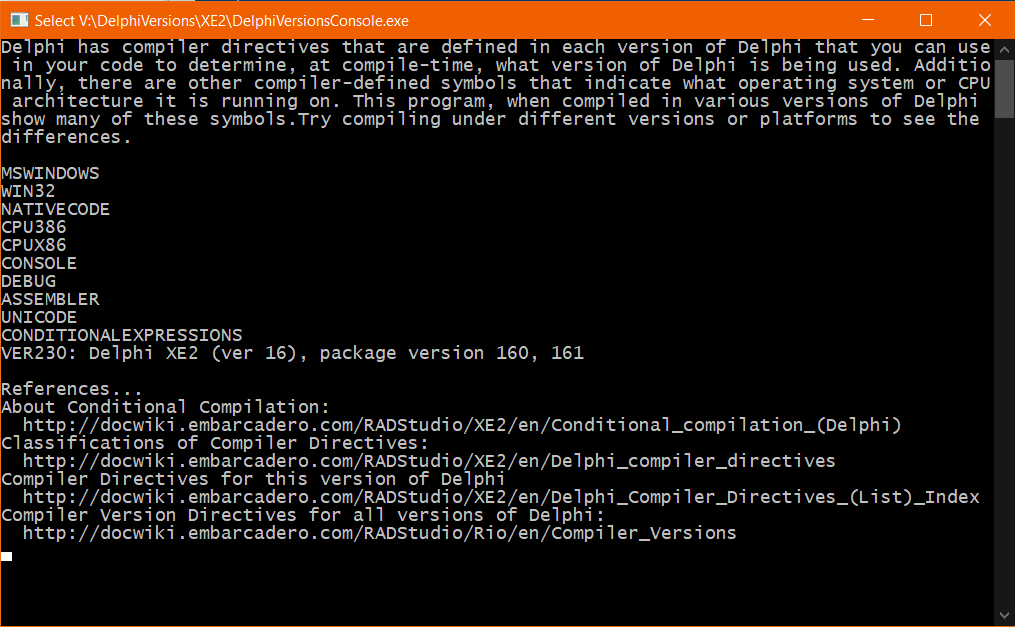 Select V:\DelphiVersions\XE2\DelphiVersionsConsole.exe
Delphi has compiler directives that are defined in each version of Delphi that you can use
 in your code to determine, at compile-time, what version of Delphi is being used. Additio
nally, there are other compiler-defined symbols that indicate what operating system or CPU
 architecture it is running on. This program, when compiled in various versions of Delphi
show many of these symbols.Try compiling under different versions or platforms to see the
differences.

MSWINDOWS
WIN32
NATIVECODE
CPU386
CPUX86
CONSOLE
DEBUG
ASSEMBLER
UNICODE
CONDITIONALEXPRESSIONS
VER230: Delphi XE2 (ver 16), package version 160, 161

References...
About Conditional Compilation:
  http://docwiki.embarcadero.com/RADStudio/XE2/en/Conditional_compilation_(Delphi)
Classifications of Compiler Directives:
  http://docwiki.embarcadero.com/RADStudio/XE2/en/Delphi_compiler_directives
Compiler Directives for this version of Delphi
  http://docwiki.embarcadero.com/RADStudio/XE2/en/Delphi_Compiler_Directives_(List)_Index
Compiler Version Directives for all versions of Delphi:
  http://docwiki.embarcadero.com/RADStudio/Rio/en/Compiler_Versions